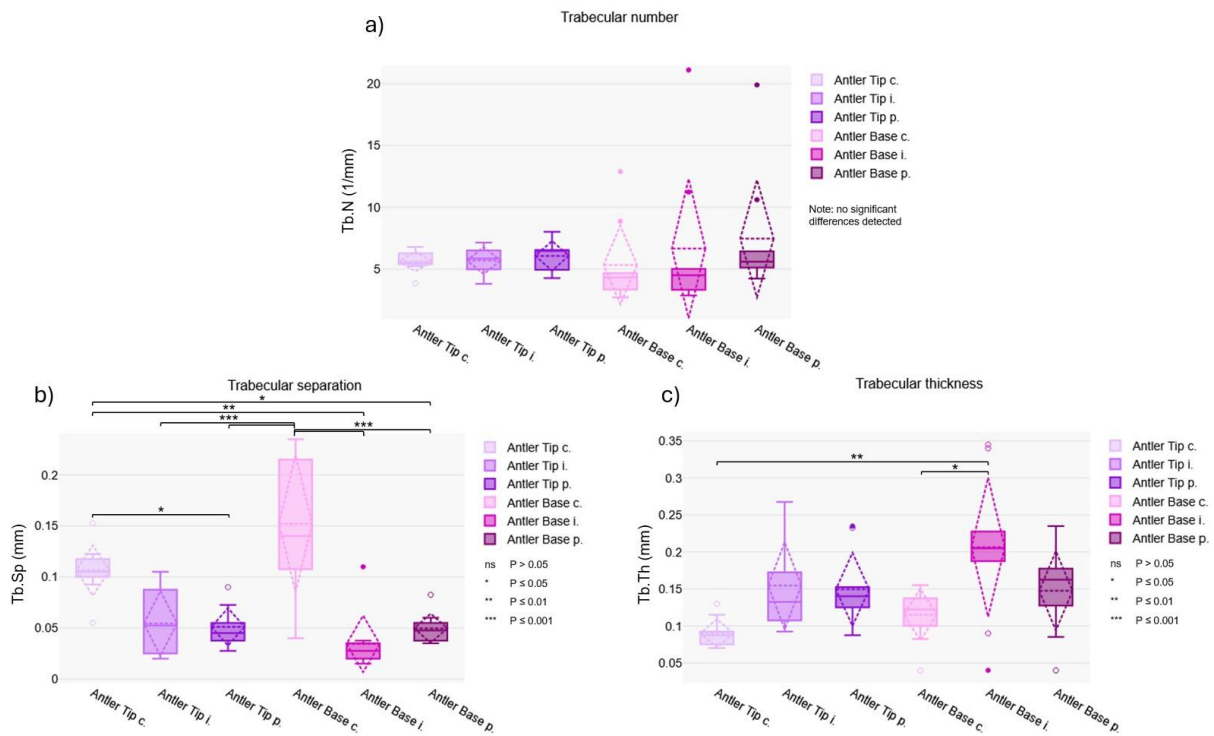 a)
Trabecular number
20
15
10
5
Tb.N (1/mm)
Antler Tip c.
Antler Tip i.
Antler Tip p.
Antler Base c.
Antler Base i.
Antler Base p.
Antler Tip c.
Antler Tip i.
Antler Tip p.
Antler Base c.
Antler Base i.
Antler Base p.
Note: no significant
differences detected
b)
Trabecular separation
*
**
***
***
*
0.2
0.15
0.1
0.05
0
Tb.Sp (mm)
Antler Tip c.
Antler Tip i.
Antler Tip p.
Antler Base c.
Antler Base i.
Antler Base p.
Antler Tip c.
Antler Tip i.
Antler Tip p.
Antler Base c.
Antler Base i.
Antler Base p.
ns P > 0.05
* P ≤ 0.05
** P ≤ 0.01
*** P ≤ 0.001
c)
Trabecular thickness
**
*
0.35
0.3
0.25
0.2
0.15
0.1
0.05
Tb.Th (mm)
Antler Tip c.
Antler Tip i.
Antler Tip p.
Antler Base c.
Antler Base i.
Antler Base p.
Antler Tip c.
Antler Tip i.
Antler Tip p.
Antler Base c.
Antler Base i.
Antler Base p.
ns P > 0.05
* P ≤ 0.05
** P ≤ 0.01
*** P ≤ 0.001